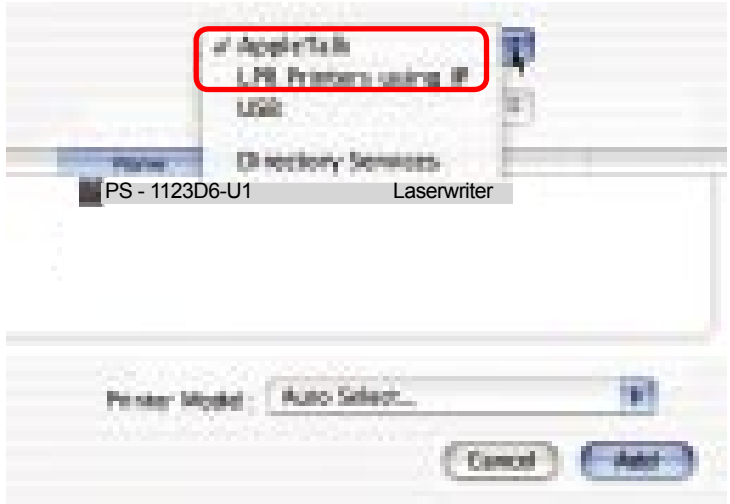 AppleTalk
LPR Printers using IP
USB
Directory Services
Name
PS - 1123D6-U1 Laserwriter
Printer Model: Auto Select...
Cancel Add